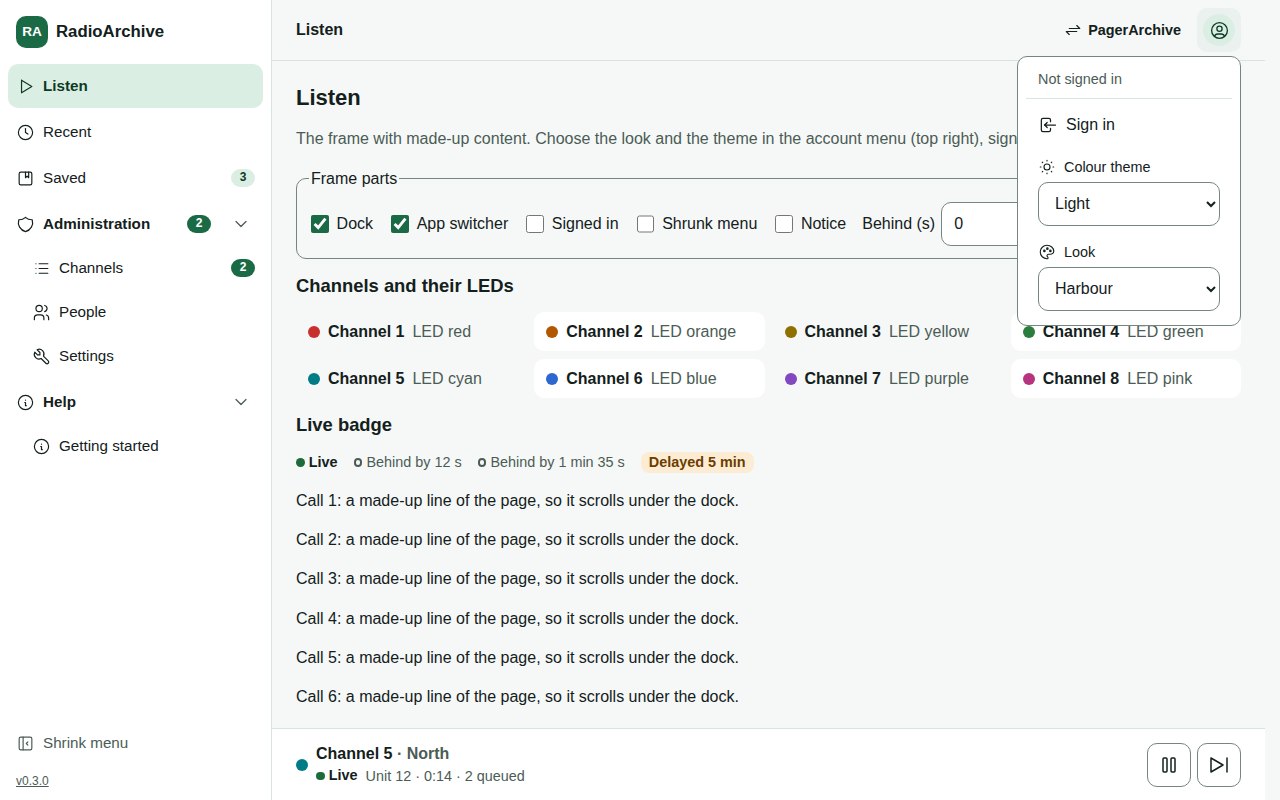 RA RadioArchive
Listen
Recent
Saved 3
Administration 2
Channels 2
People
Settings
Help
Getting started
Shrink menu
v0.3.0
Listen
PagerArchive
Not signed in
Sign in
Colour theme
Light
Look
Harbour
Listen
The frame with made-up content. Choose the look and the theme in the account menu (top right), sign
Frame parts
Dock App switcher Signed in Shrunk menu Notice Behind (s) 0
Channels and their LEDs
Channel 1 LED red Channel 2 LED orange Channel 3 LED yellow Channel 4 LED green
Channel 5 LED cyan Channel 6 LED blue Channel 7 LED purple Channel 8 LED pink
Live badge
Live Behind by 12 s Behind by 1 min 35 s Delayed 5 min
Call 1: a made-up line of the page, so it scrolls under the dock.
Call 2: a made-up line of the page, so it scrolls under the dock.
Call 3: a made-up line of the page, so it scrolls under the dock.
Call 4: a made-up line of the page, so it scrolls under the dock.
Call 5: a made-up line of the page, so it scrolls under the dock.
Call 6: a made-up line of the page, so it scrolls under the dock.
Channel 5 · North
Live Unit 12 · 0:14 · 2 queued